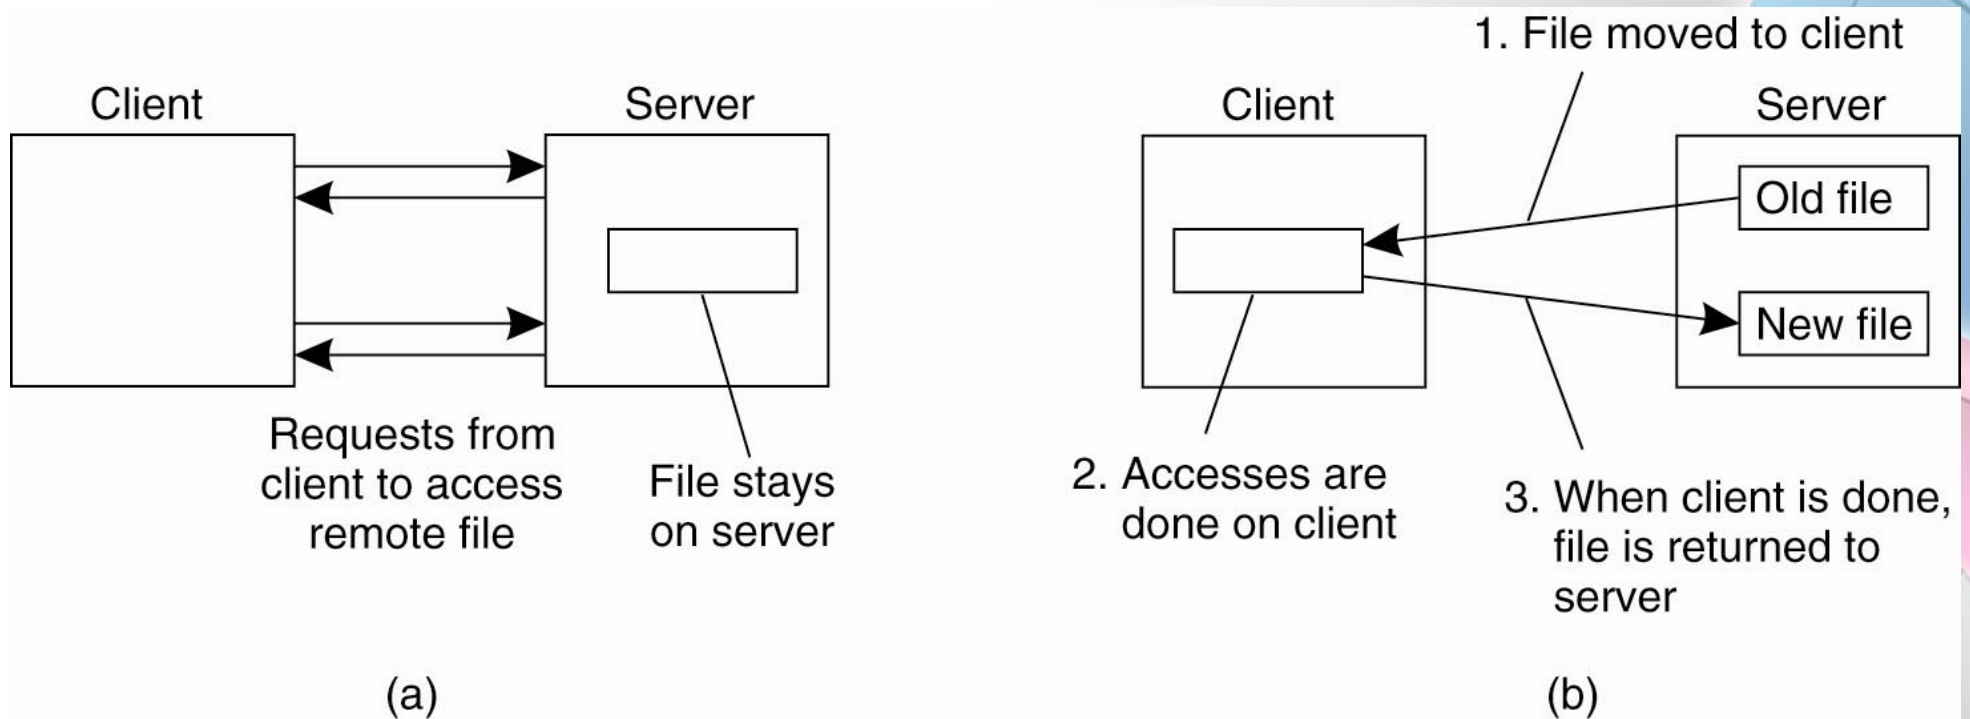 Client
Server
Requests from
client to access
remote file
File stays
on server
(a)
1. File moved to client
Client
Server
Old file
New file
2. Accesses are
done on client
3. When client is done,
file is returned to
server
(b)